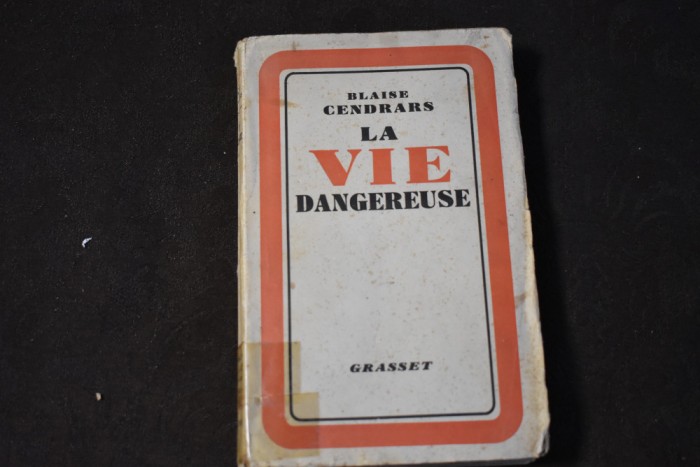 BLAISE
CENDRARS
LA
VIE
DANGEREUSE
GRASSET